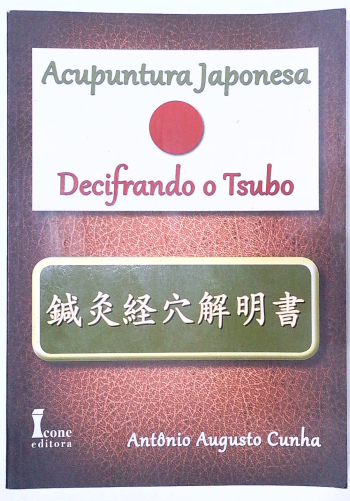 Acupuntura Japonesa
Decifrando o Tsubo
鍼灸経穴解明書
Ícone
editora
Antônio Augusto Cunha